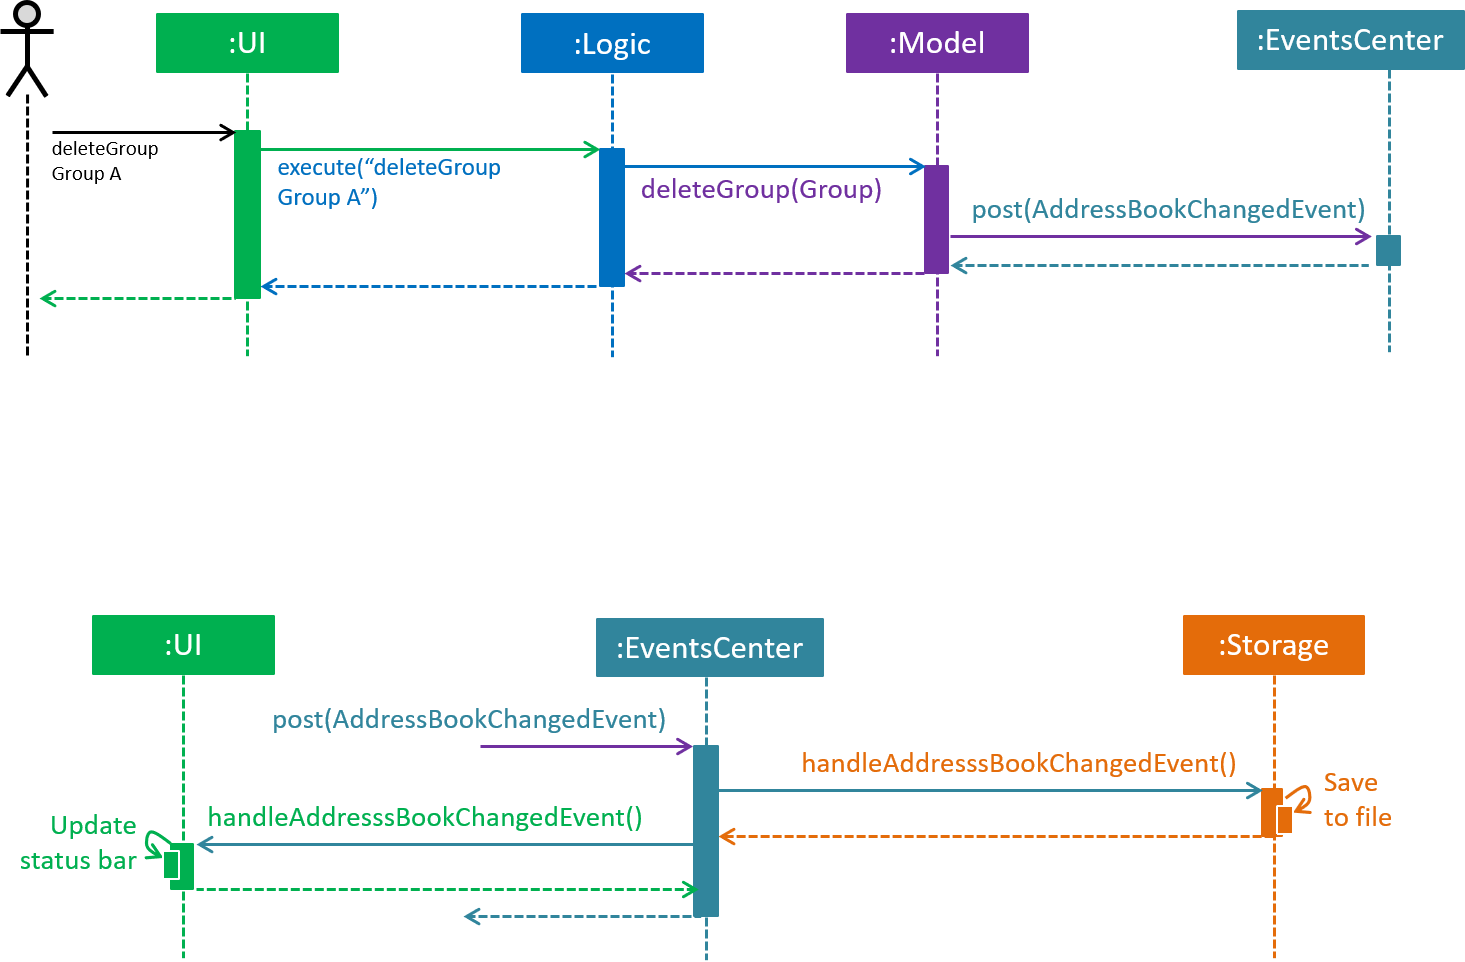 :UI
:Logic
:Model
:EventsCenter
deleteGroup
Group A
execute(“deleteGroup
Group A”)
deleteGroup(Group)
post(AddressBookChangedEvent)
:UI
:EventsCenter
:Storage
post(AddressBookChangedEvent)
handleAddresssBookChangedEvent()
Save
to file
handleAddresssBookChangedEvent()
Update
status bar